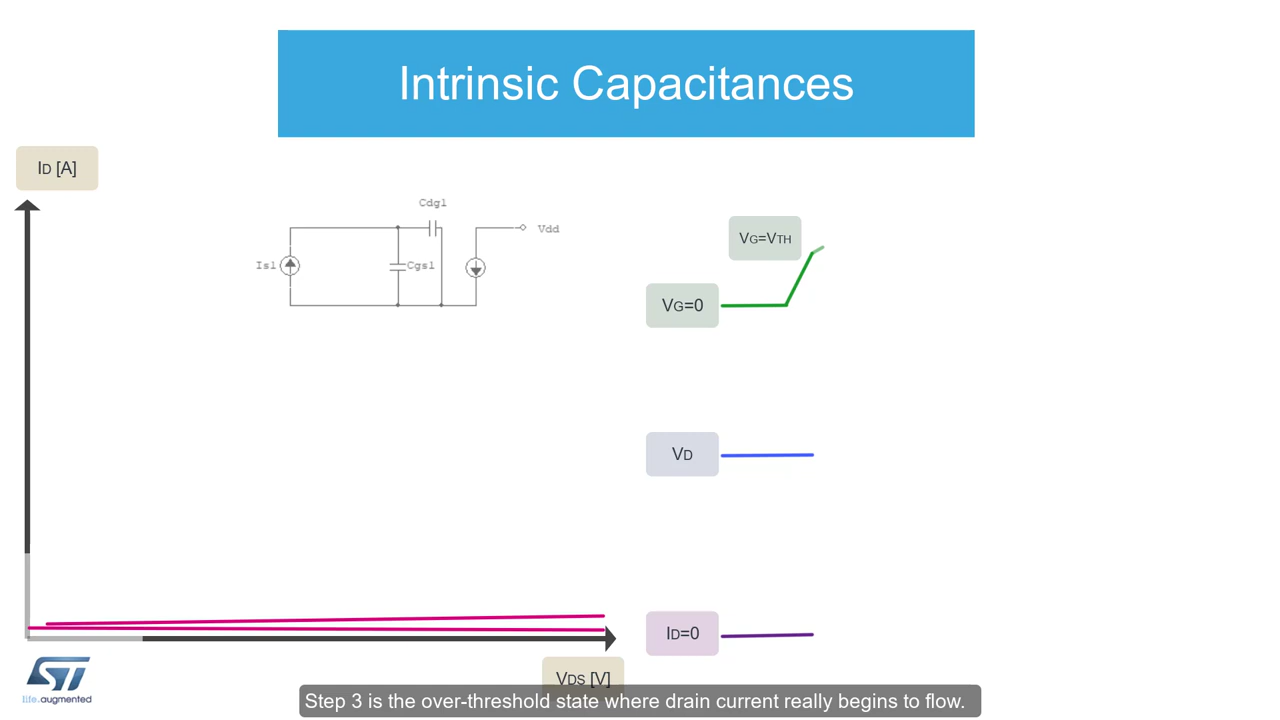 Intrinsic Capacitances
ID [A]
Cdg1
Vdd
Is1
Cgs1
VG=VTH
VG=0
VD
ID=0
VDS [V]
ST
life.augmented
Step 3 is the over-threshold state where drain current really begins to flow.